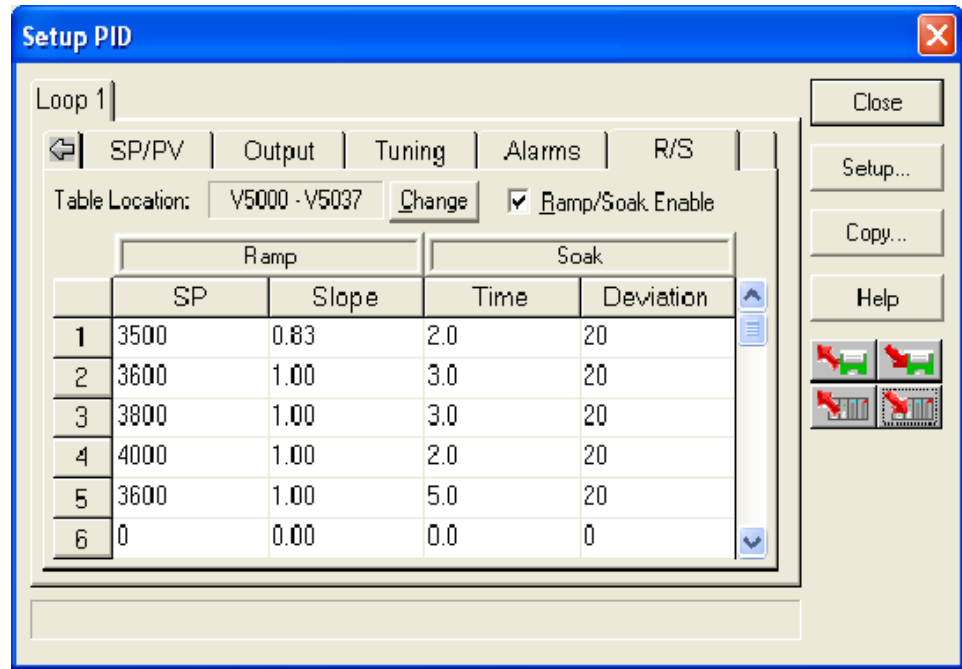 Setup PID
Loop 1
Close
SP/PV Output Tuning Alarms R/S
Setup...
Table Location: V5000 - V5037 Change Ramp/Soak Enable
Copy...
Ramp Soak
SP Slope Time Deviation
Help
1 3500 0.83 2.0 20
2 3600 1.00 3.0 20
3 3800 1.00 3.0 20
4 4000 1.00 2.0 20
5 3600 1.00 5.0 20
6 0 0.00 0.0 0